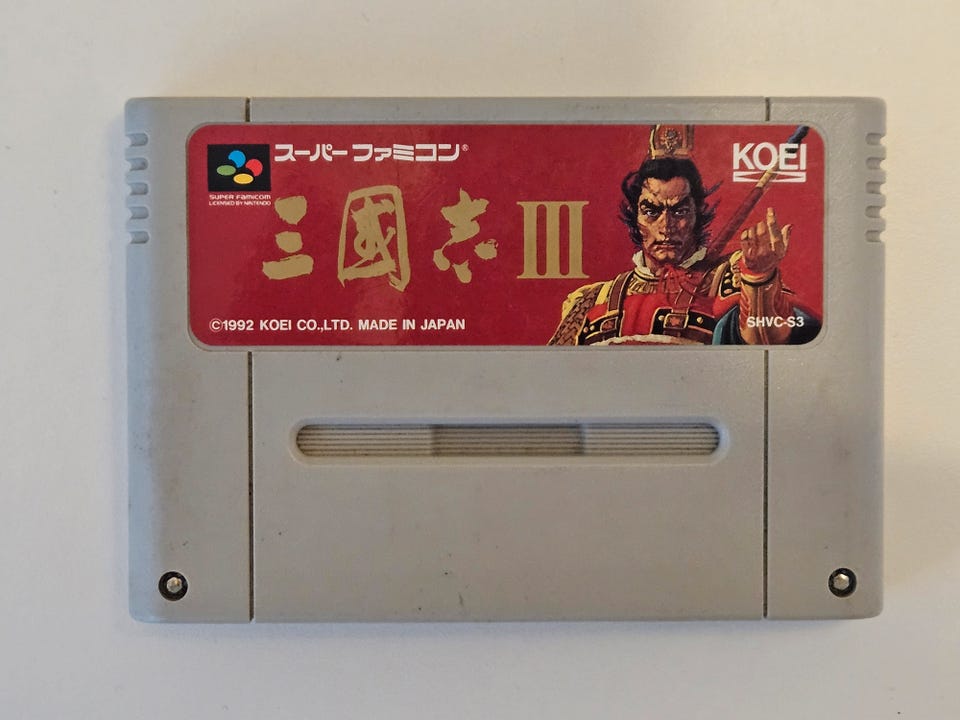 スーパーファミコン®
SUPER FAMICOM
LICENSED BY NINTENDO
KOEI
三國志III
©1992 KOEI CO.,LTD. MADE IN JAPAN
SHVC-S3